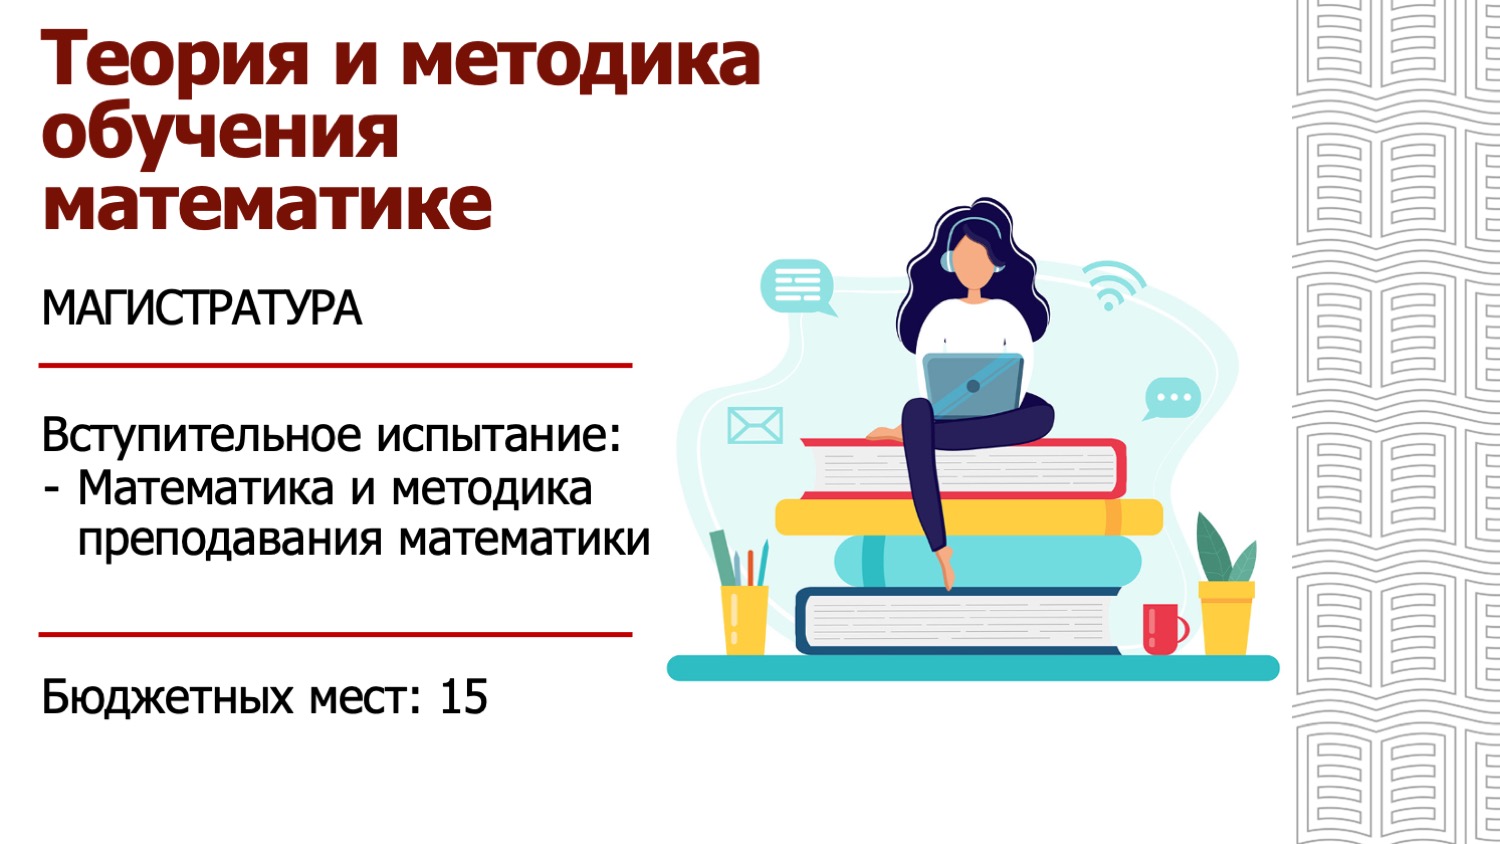 Теория и методика
обучения
математике
МАГИСТРАТУРА
Вступительное испытание:
- Математика и методика
преподавания математики
Бюджетных мест: 15